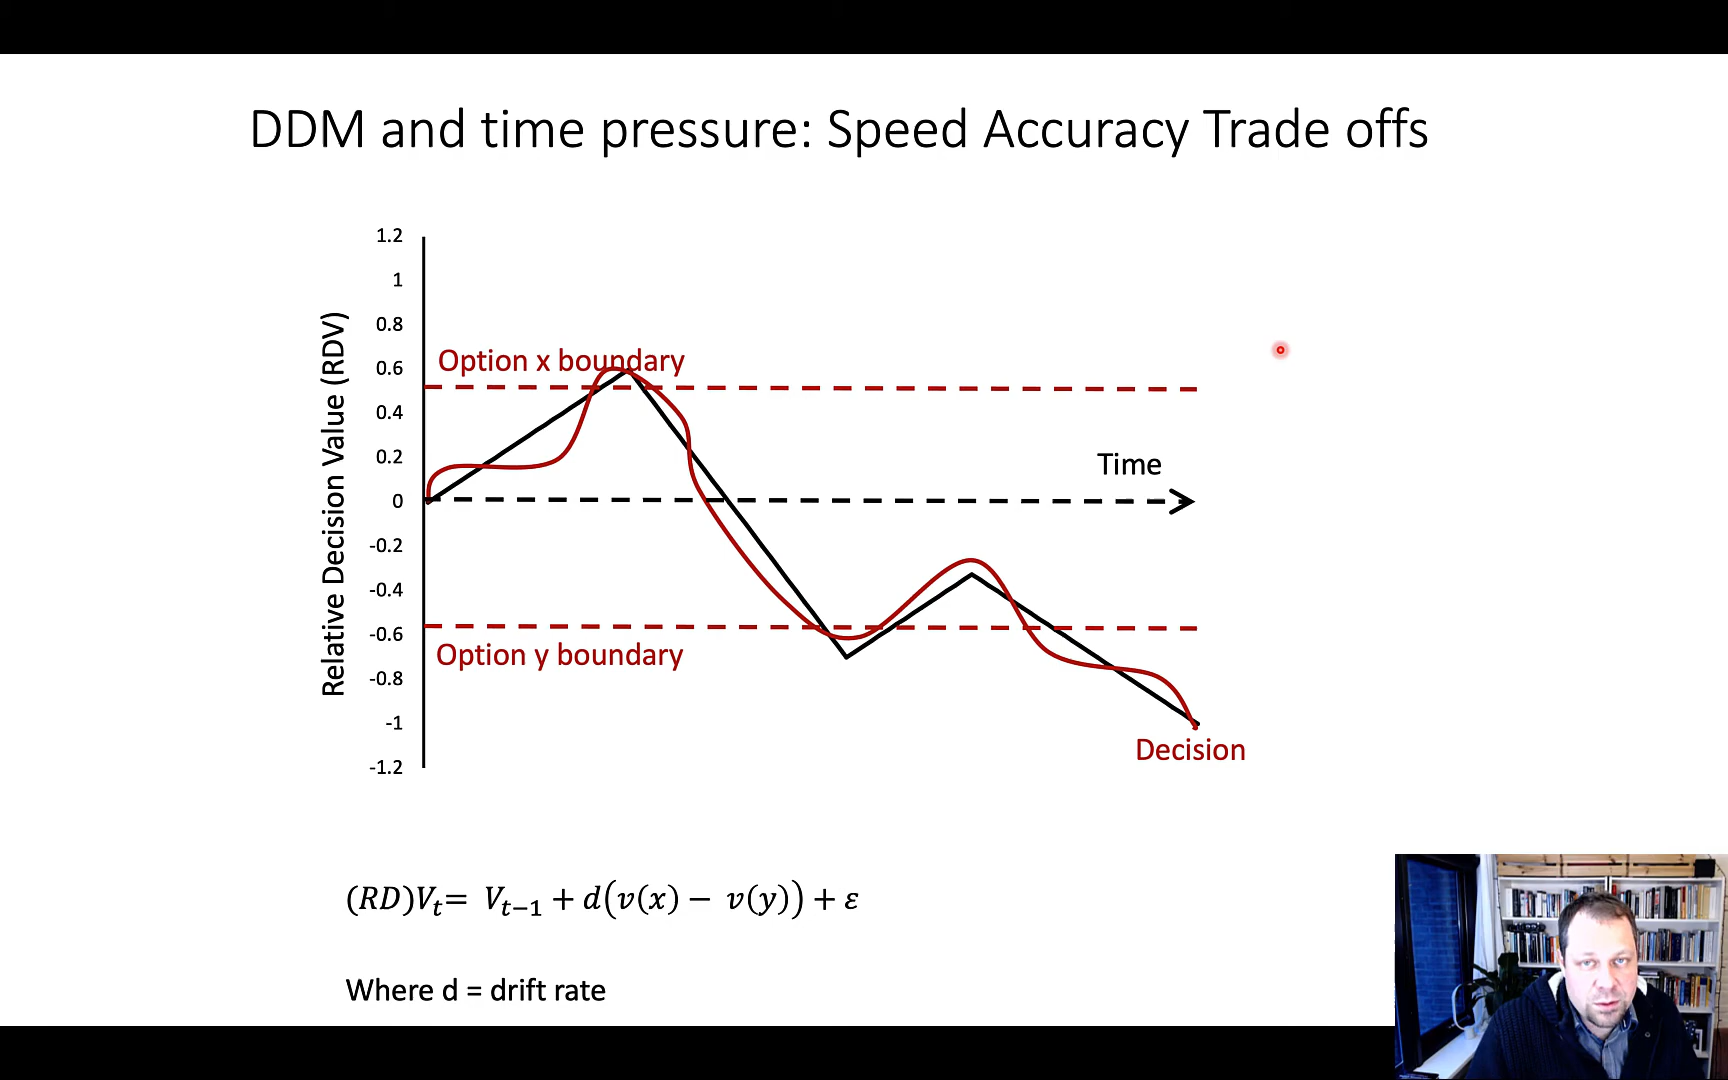 DDM and time pressure: Speed Accuracy Trade offs
Relative Decision Value (RDV)
1.2
1
0.8
0.6
0.4
0.2
0
-0.2
-0.4
-0.6
-0.8
-1
-1.2
Option x boundary
Time
Option y boundary
Decision
(RD)Vₜ= Vₜ₋₁ + d(v(x) − v(y)) + ε
Where d = drift rate